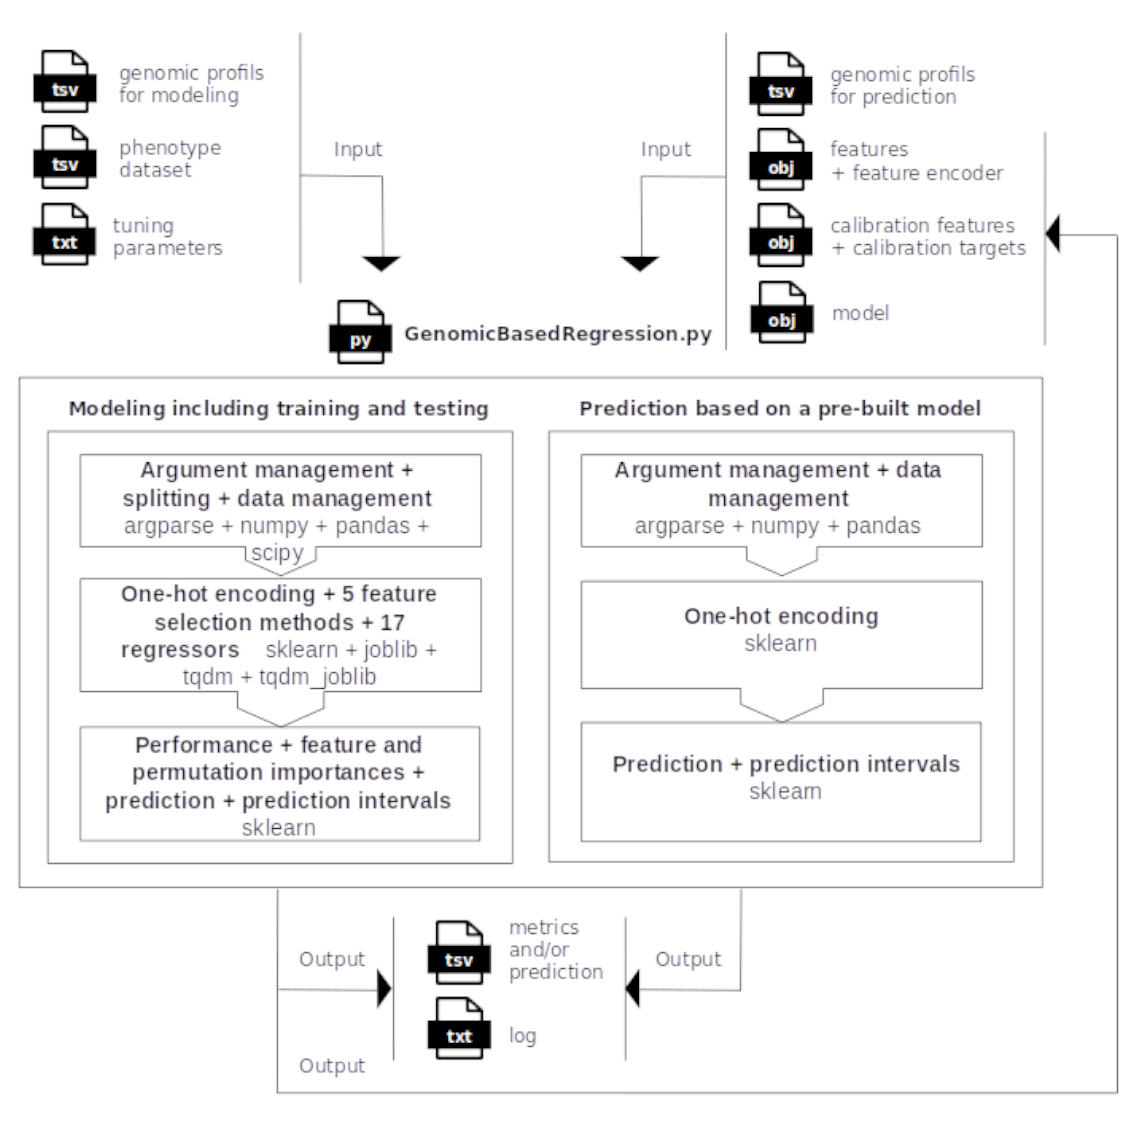 tsv
genomic profils
for modeling
tsv
phenotype
dataset
txt
tuning
parameters
Input
Input
tsv
genomic profils
for prediction
obj
features
+ feature encoder
obj
calibration features
+ calibration targets
obj
model
py
GenomicBasedRegression.py
Modeling including training and testing
Argument management +
splitting + data management
argparse + numpy + pandas +
scipy
One-hot encoding + 5 feature
selection methods + 17
regressors sklearn + joblib +
tqdm + tqdm_joblib
Performance + feature and
permutation importances +
prediction + prediction intervals
sklearn
Prediction based on a pre-built model
Argument management + data
management
argparse + numpy + pandas
One-hot encoding
sklearn
Prediction + prediction intervals
sklearn
Output
tsv
metrics
and/or
prediction
Output
txt
log
Output